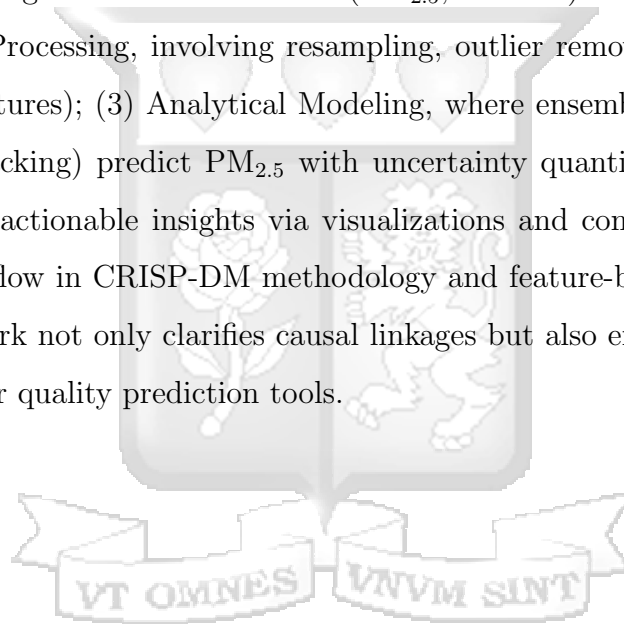 (PM2.5,
Processing, involving resampling, outlier remo
tures); (3) Analytical Modeling, where ensemb
cking) predict PM2.5 with uncertainty quanti
actionable insights via visualizations and con
low in CRISP-DM methodology and feature-b
rk not only clarifies causal linkages but also e
r quality prediction tools.
VT OMNES VNVM SINT